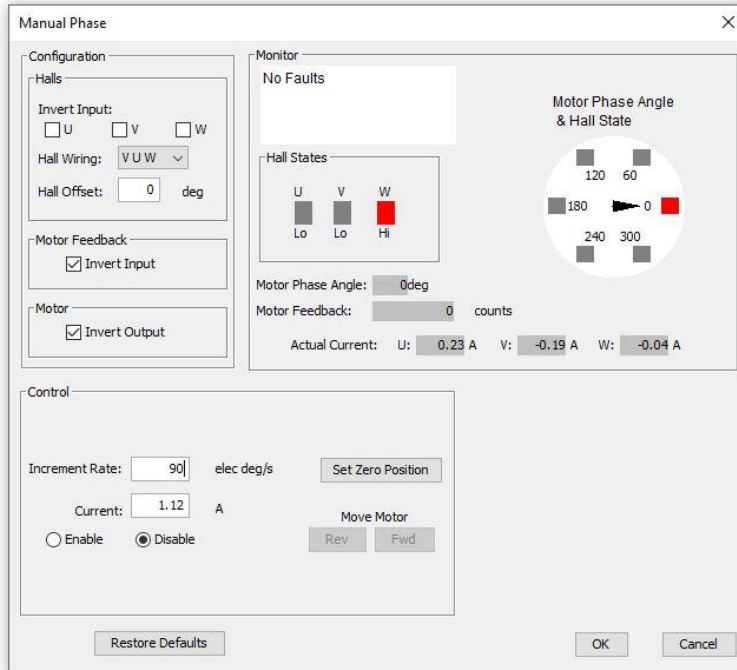 Manual Phase
Configuration
Halls
Invert Input:
U V W
Hall Wiring: V U W
Hall Offset: 0 deg
Motor Feedback
Invert Input
Motor
Invert Output
Monitor
No Faults
Hall States
U V W
Lo Lo Hi
Motor Phase Angle
& Hall State
120 60
180 0
240 300
Motor Phase Angle: 0deg
Motor Feedback: 0 counts
Actual Current: U: 0.23 A V: -0.19 A W: -0.04 A
Control
Increment Rate: 90 elec deg/s Set Zero Position
Current: 1.12 A
Move Motor
Enable Disable Rev Fwd
Restore Defaults OK Cancel